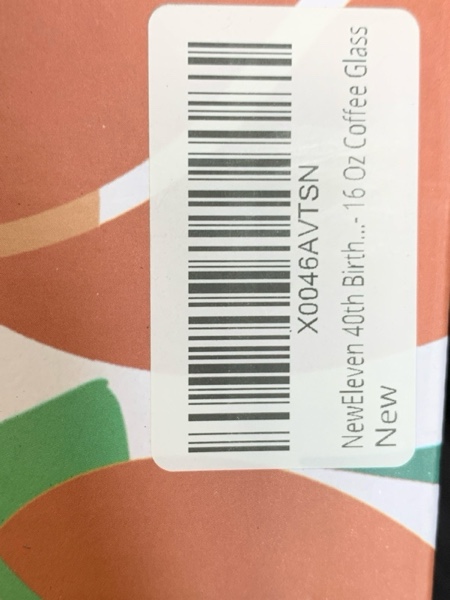 X0046AVTSN
NewEleven 40th Birth...- 16 Oz Coffee Glass
New